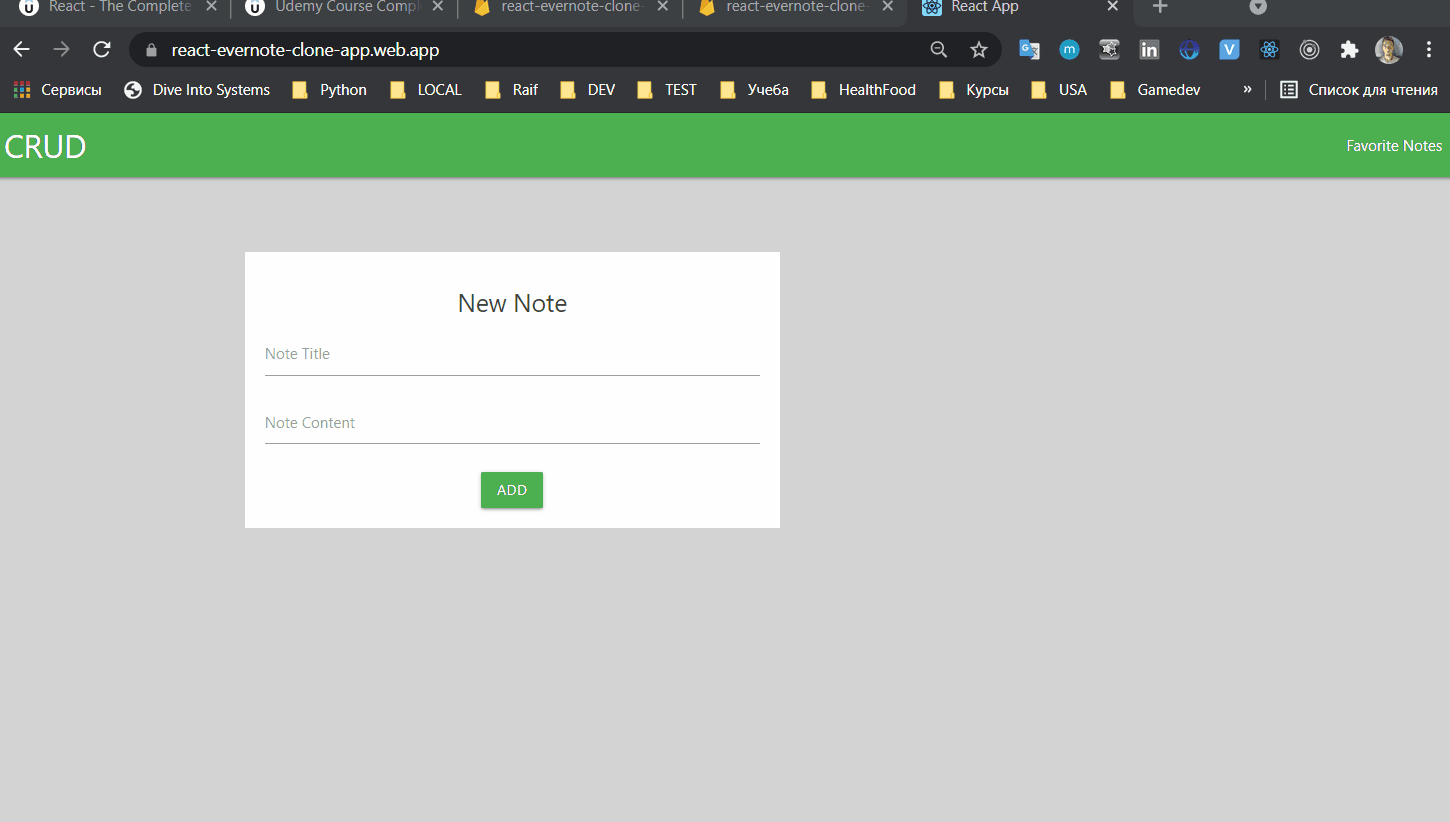 React - The Complete Udemy Course Compl react-evernote-clone- react-evernote-clone- React App
react-evernote-clone-app.web.app
Сервисы Dive Into Systems Python LOCAL Raif DEV TEST Учеба HealthFood Курсы USA Gamedev » Список для чтения
CRUD Favorite Notes
New Note
Note Title
Note Content
ADD